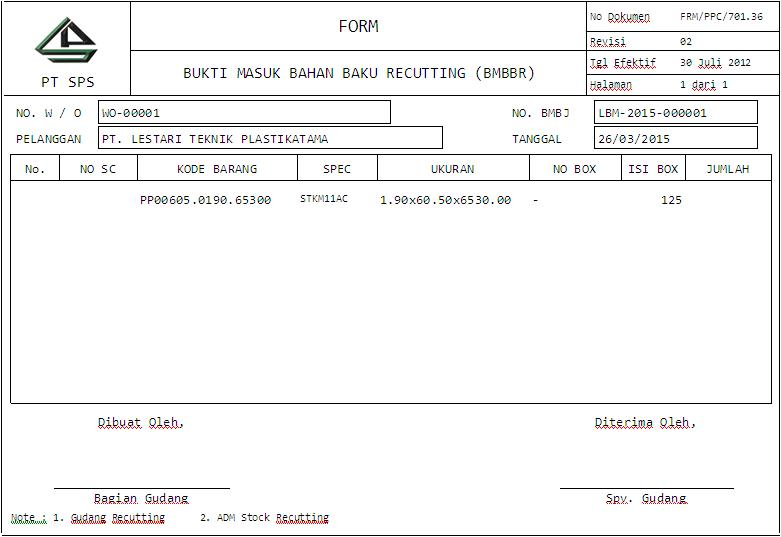 FORM
No Dokumen FRM/PPC/701.36
Revisi 02
PT SPS
BUKTI MASUK BAHAN BAKU RECUTTING (BMBBR)
Tgl Efektif 30 Juli 2012
Halaman 1 dari 1
NO. W / O WO-00001 NO. BMBJ LBM-2015-000001
PELANGGAN PT. LESTARI TEKNIK PLASTIKATAMA TANGGAL 26/03/2015
No. NO SC KODE BARANG SPEC UKURAN NO BOX ISI BOX JUMLAH
PP00605.0190.65300 STKM11AC 1.90x60.50x6530.00 - 125
Dibuat Oleh, Diterima Oleh,
Bagian Gudang Spv. Gudang
Note : 1. Gudang Recutting 2. ADM Stock Recutting